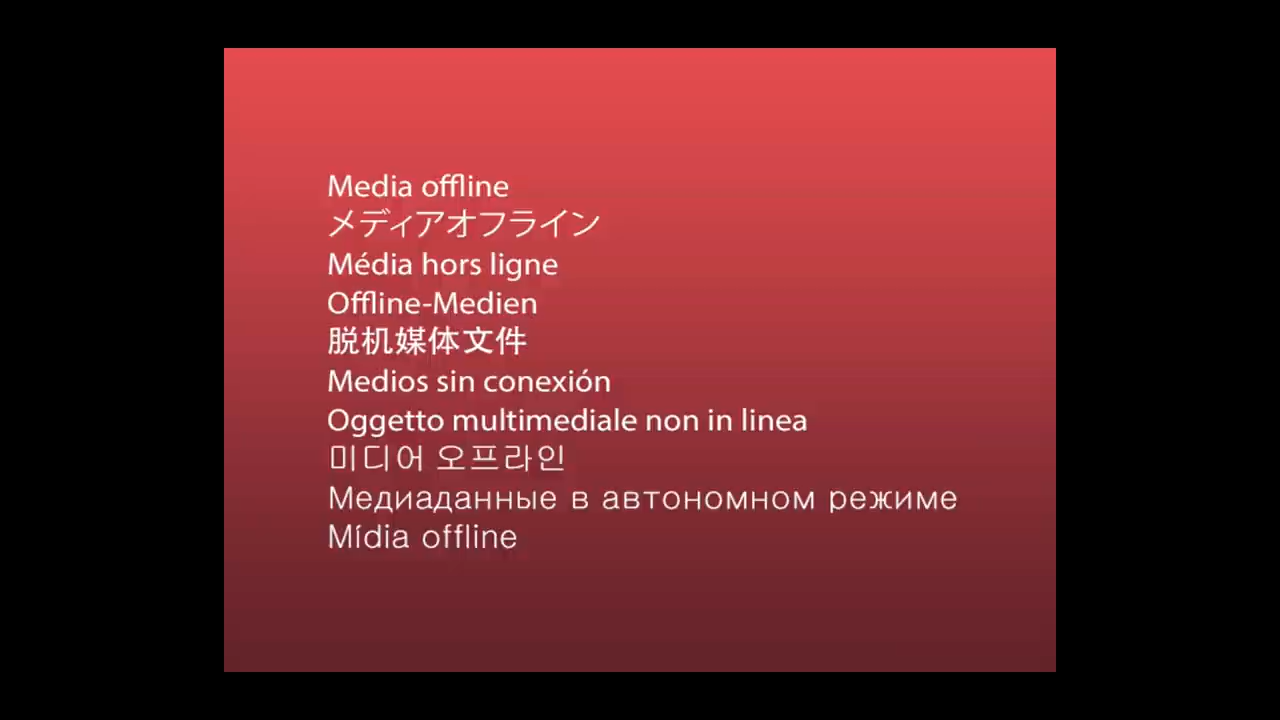 Media offline
メディアオフライン
Média hors ligne
Offline-Medien
脱机媒体文件
Medios sin conexión
Oggetto multimediale non in linea
미디어 오프라인
Медиаданные в автономном режиме
Mídia offline